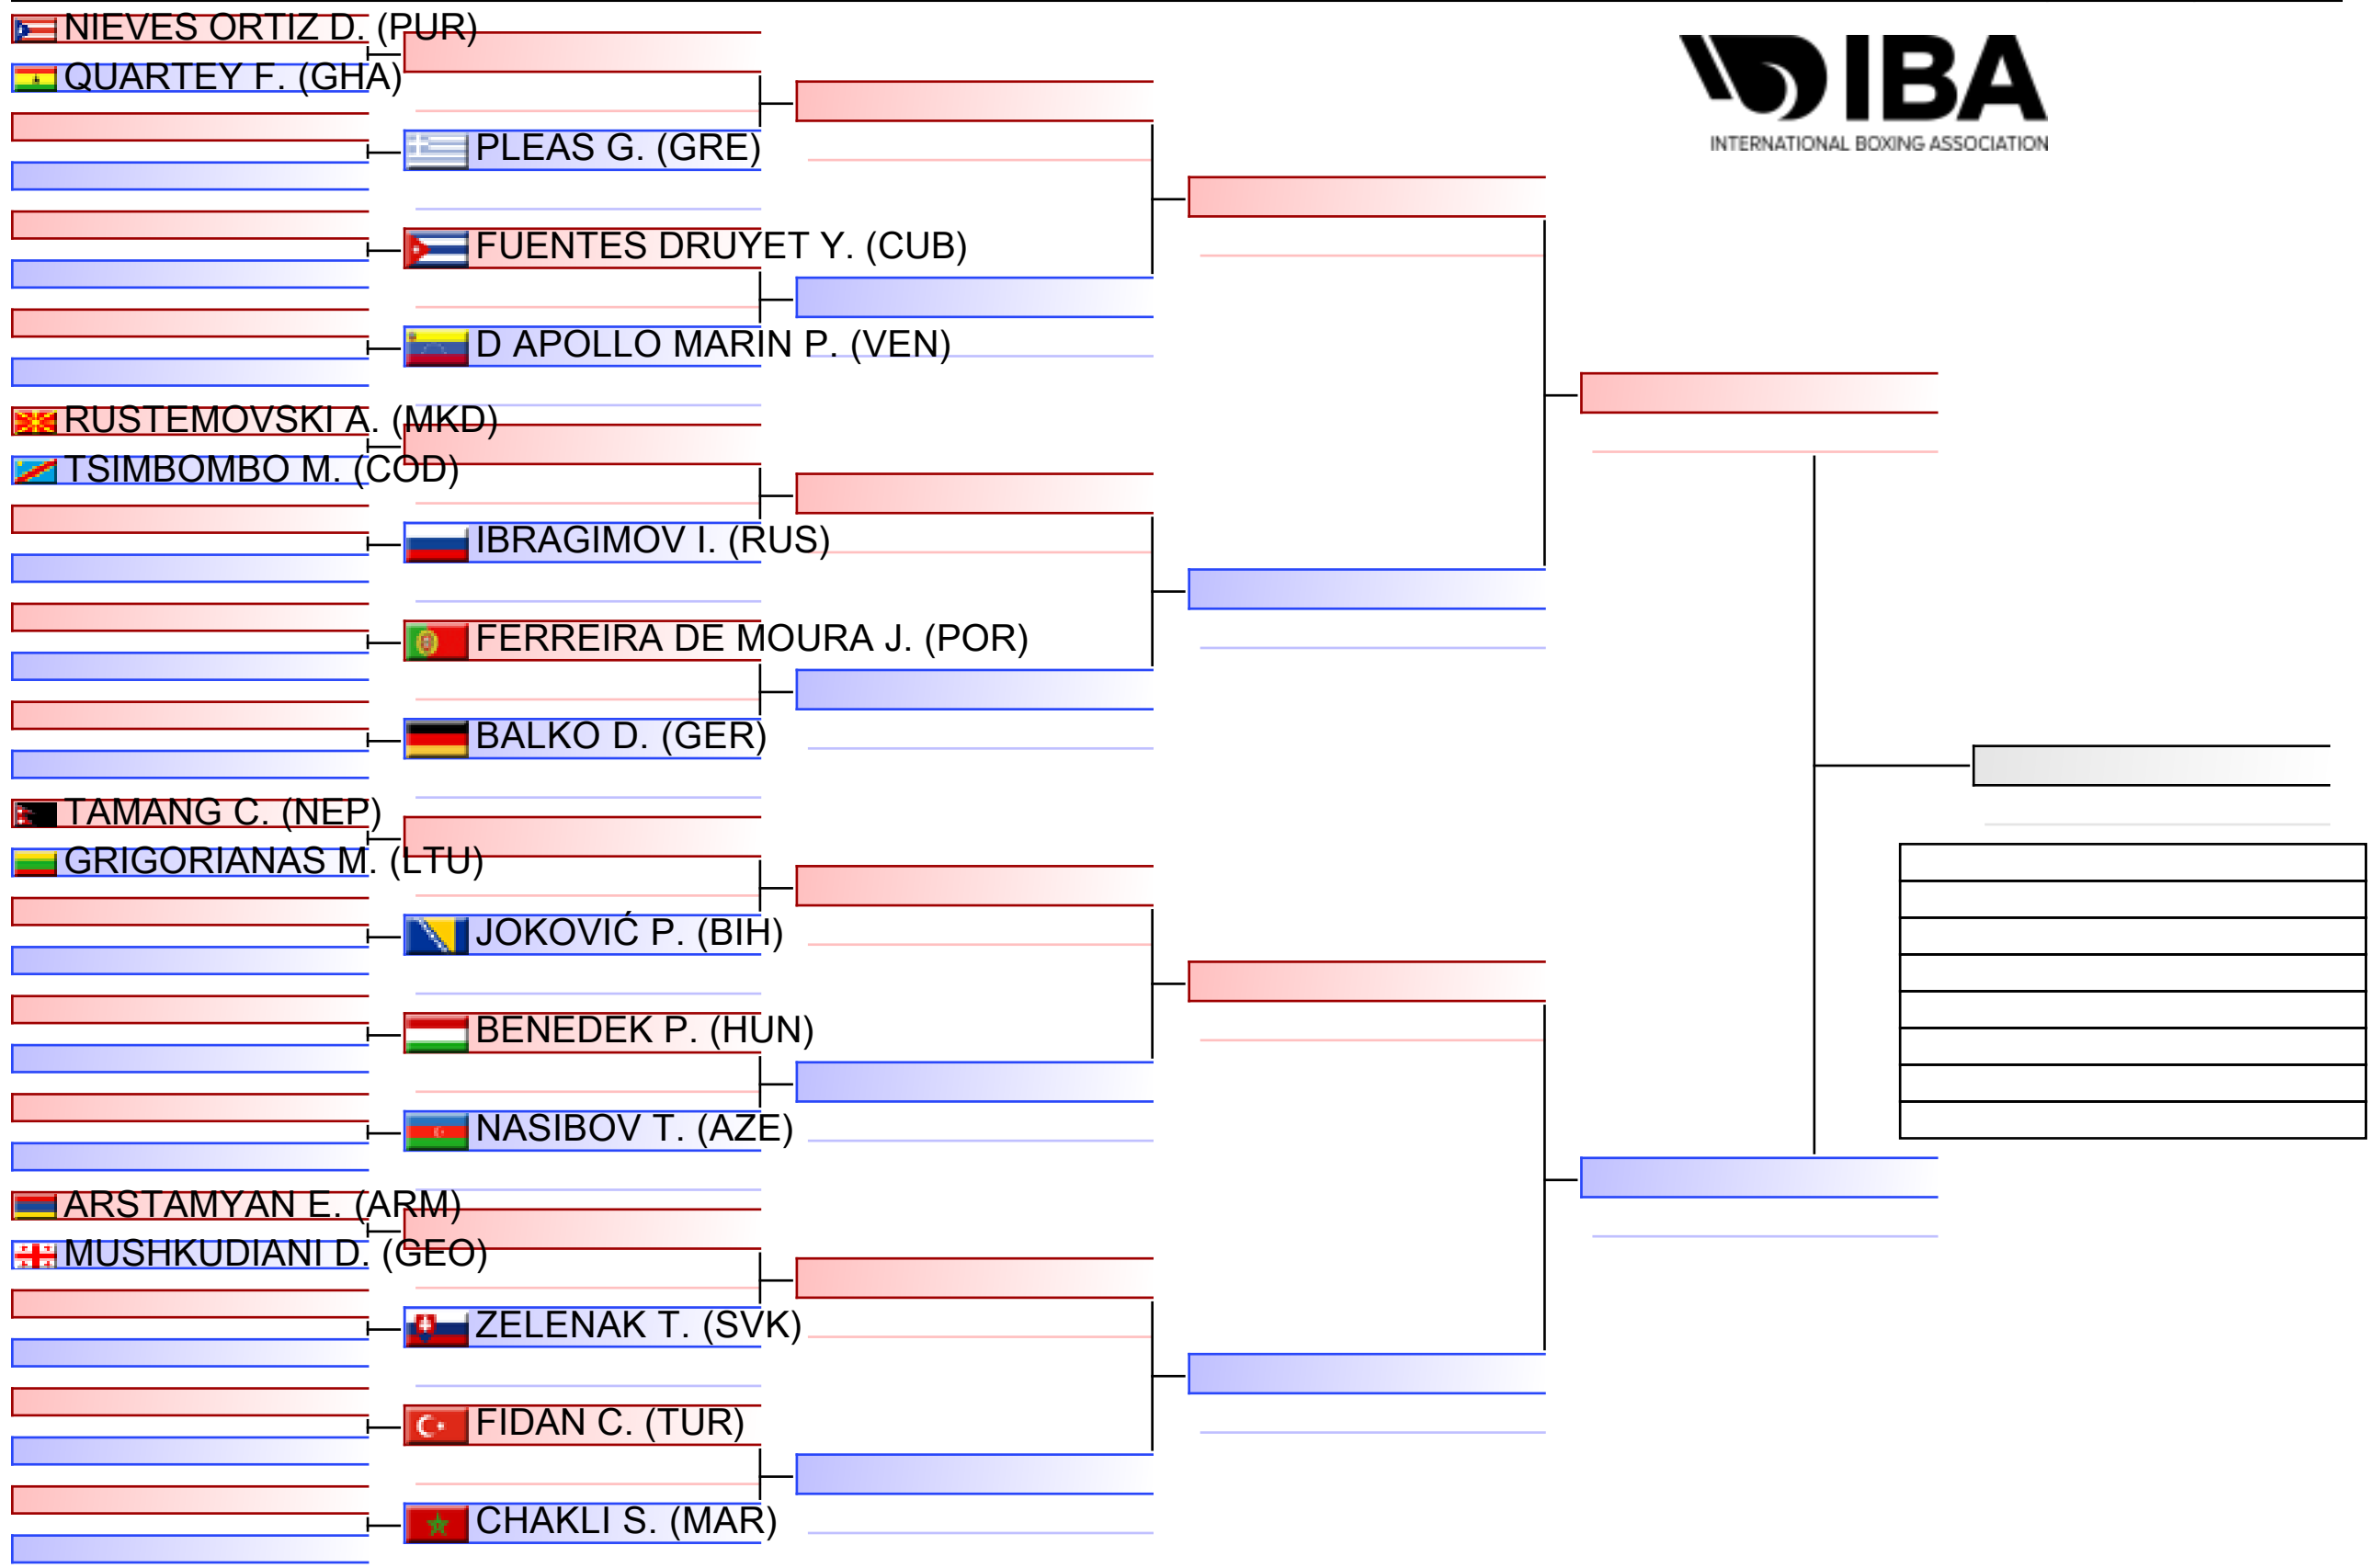 NIEVES ORTIZ D. (PUR)
QUARTEY F. (GHA)
PLEAS G. (GRE)
FUENTES DRUYET Y. (CUB)
D APOLLO MARIN P. (VEN)
RUSTEMOVSKI A. (MKD)
TSIMBOMBO M. (COD)
IBRAGIMOV I. (RUS)
FERREIRA DE MOURA J. (POR)
BALKO D. (GER)
TAMANG C. (NEP)
GRIGORIANAS M. (LTU)
JOKOVIĆ P. (BIH)
BENEDEK P. (HUN)
NASIBOV T. (AZE)
ARSTAMYAN E. (ARM)
MUSHKUDIANI D. (GEO)
ZELENAK T. (SVK)
FIDAN C. (TUR)
CHAKLI S. (MAR)
IBA
INTERNATIONAL BOXING ASSOCIATION